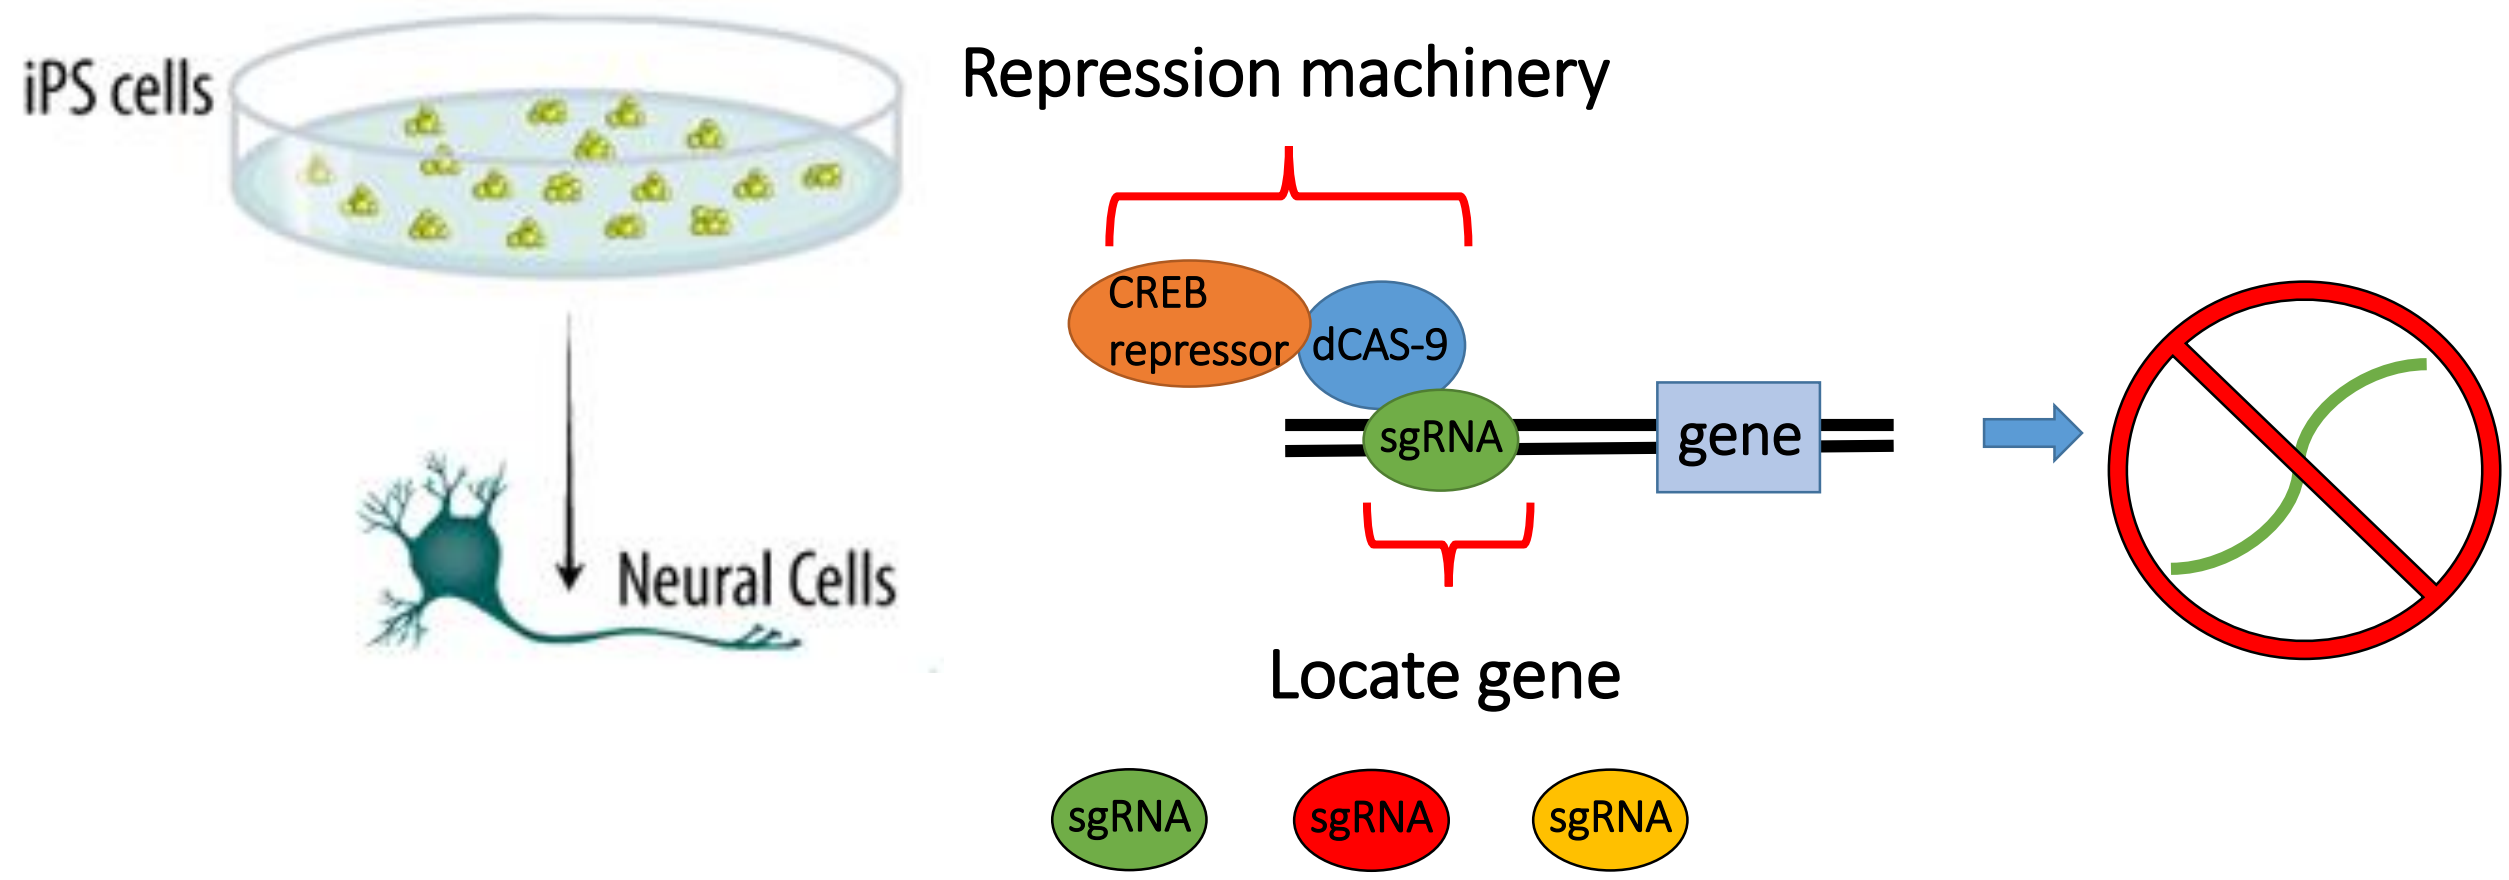 iPS cells
Neural Cells
Repression machinery
CREB
repressor
dCAS-9
sgRNA
gene
Locate gene
sgRNA
sgRNA
sgRNA